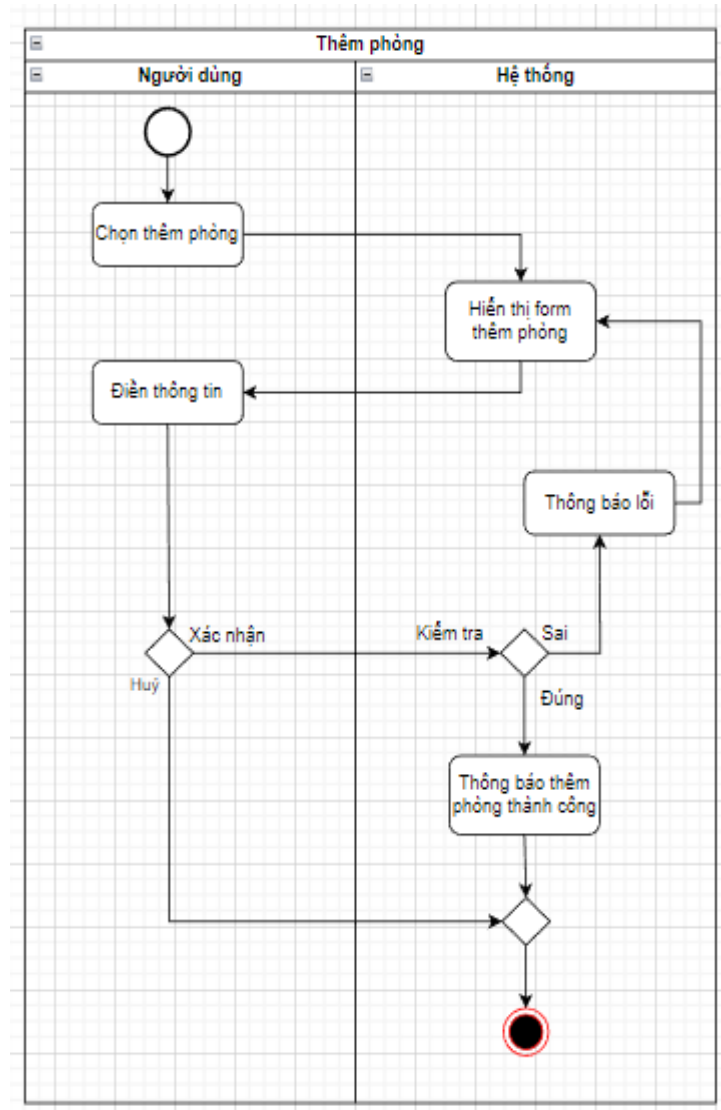 Thêm phòng
Người dùng
Hệ thống
Chọn thêm phòng
Hiển thị form
thêm phòng
Điền thông tin
Thông báo lỗi
Xác nhận
Kiểm tra
Sai
Huỷ
Đúng
Thông báo thêm
phòng thành công